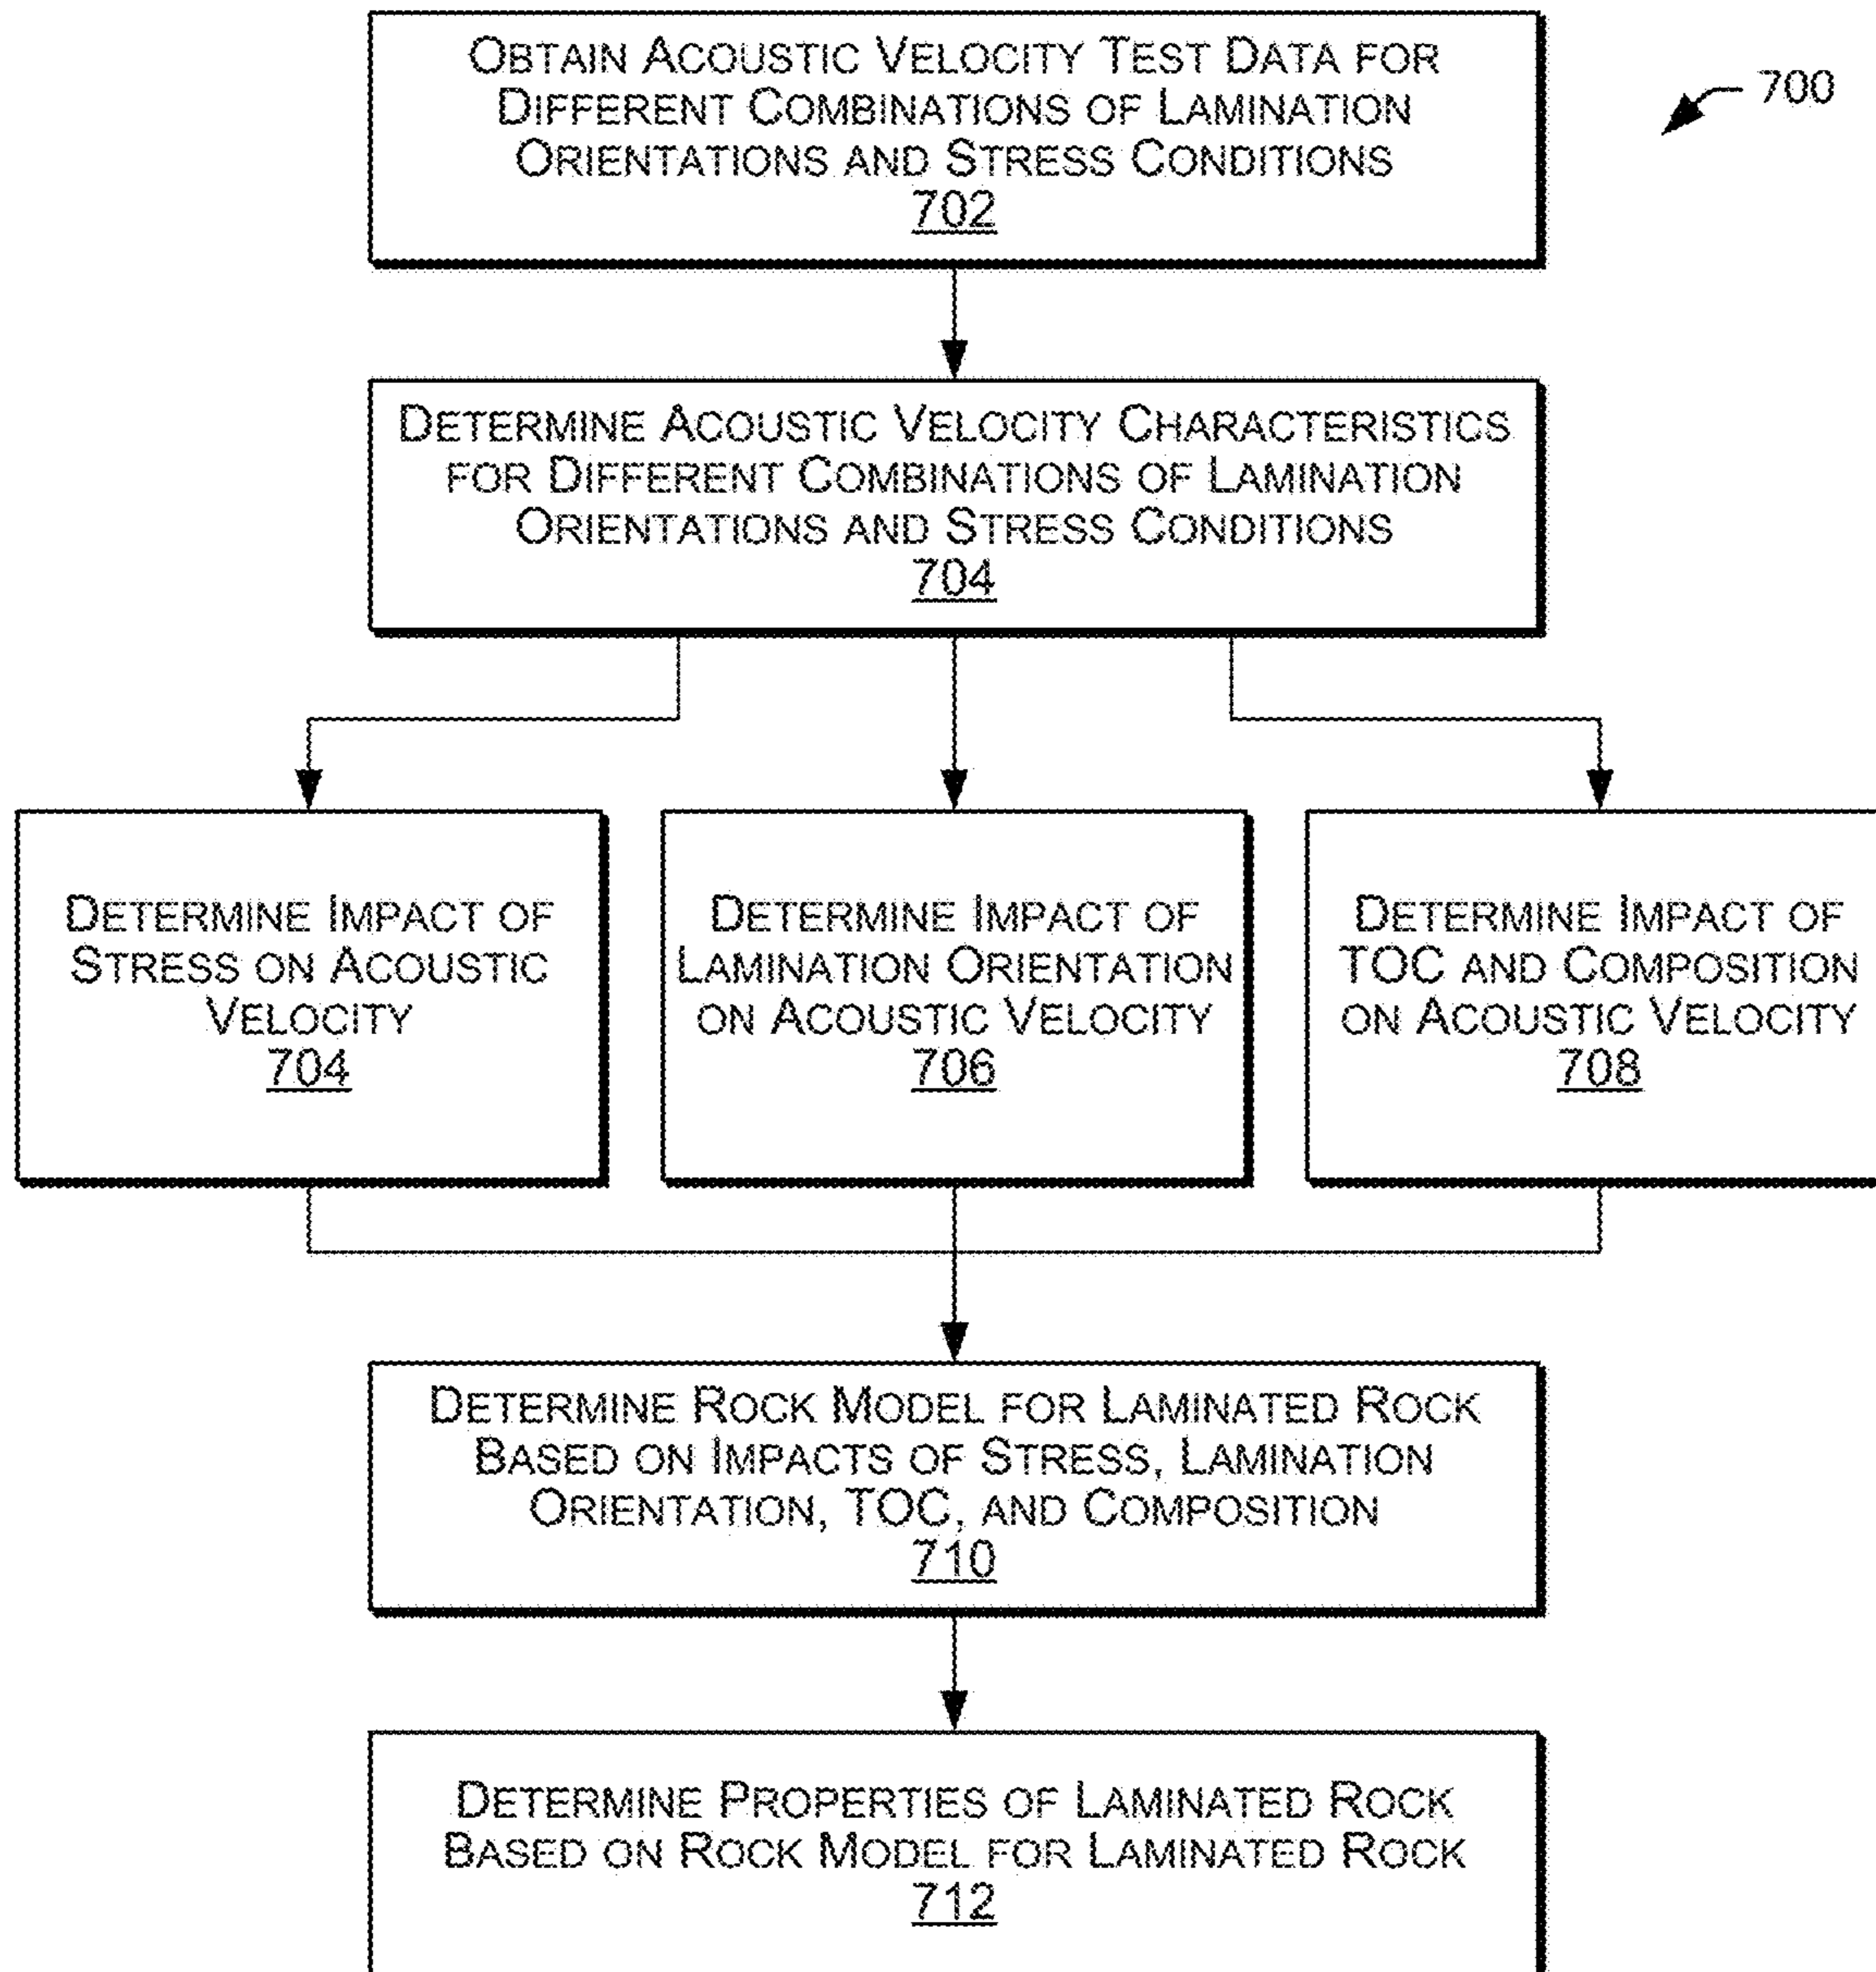 OBTAIN ACOUSTIC VELOCITY TEST DATA FOR
DIFFERENT COMBINATIONS OF LAMINATION
ORIENTATIONS AND STRESS CONDITIONS
702
700
DETERMINE ACOUSTIC VELOCITY CHARACTERISTICS
FOR DIFFERENT COMBINATIONS OF LAMINATION
ORIENTATIONS AND STRESS CONDITIONS
704
DETERMINE IMPACT OF
STRESS ON ACOUSTIC
VELOCITY
704
DETERMINE IMPACT OF
LAMINATION ORIENTATION
ON ACOUSTIC VELOCITY
706
DETERMINE IMPACT OF
TOC AND COMPOSITION
ON ACOUSTIC VELOCITY
708
DETERMINE ROCK MODEL FOR LAMINATED ROCK
BASED ON IMPACTS OF STRESS, LAMINATION
ORIENTATION, TOC, AND COMPOSITION
710
DETERMINE PROPERTIES OF LAMINATED ROCK
BASED ON ROCK MODEL FOR LAMINATED ROCK
712